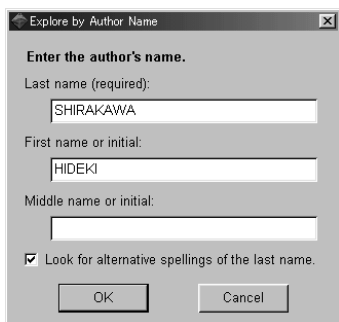 Explore by Author Name
Enter the author's name.
Last name (required):
SHIRAKAWA
First name or initial:
HIDEKI
Middle name or initial:
Look for alternative spellings of the last name.
OK Cancel